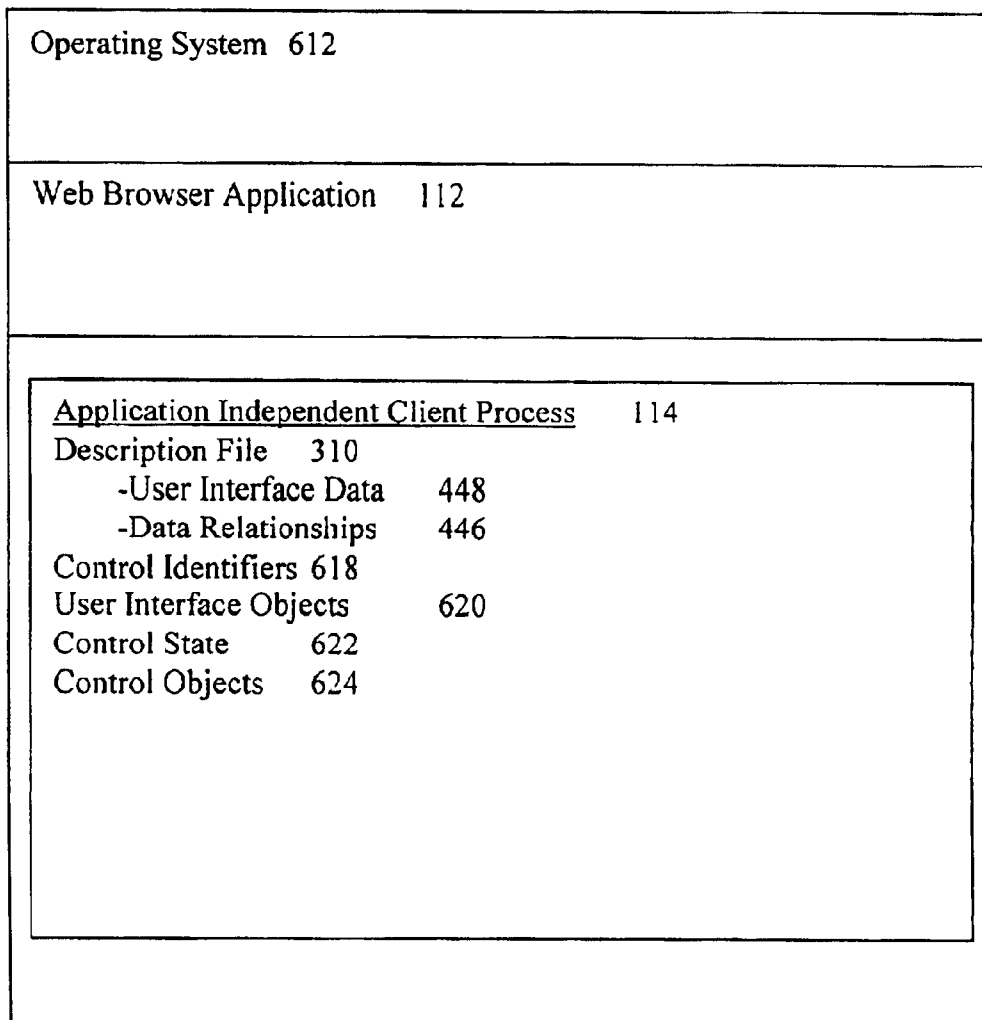 Operating System 612
Web Browser Application 112
Application Independent Client Process 114
Description File 310
-User Interface Data 448
-Data Relationships 446
Control Identifiers 618
User Interface Objects 620
Control State 622
Control Objects 624